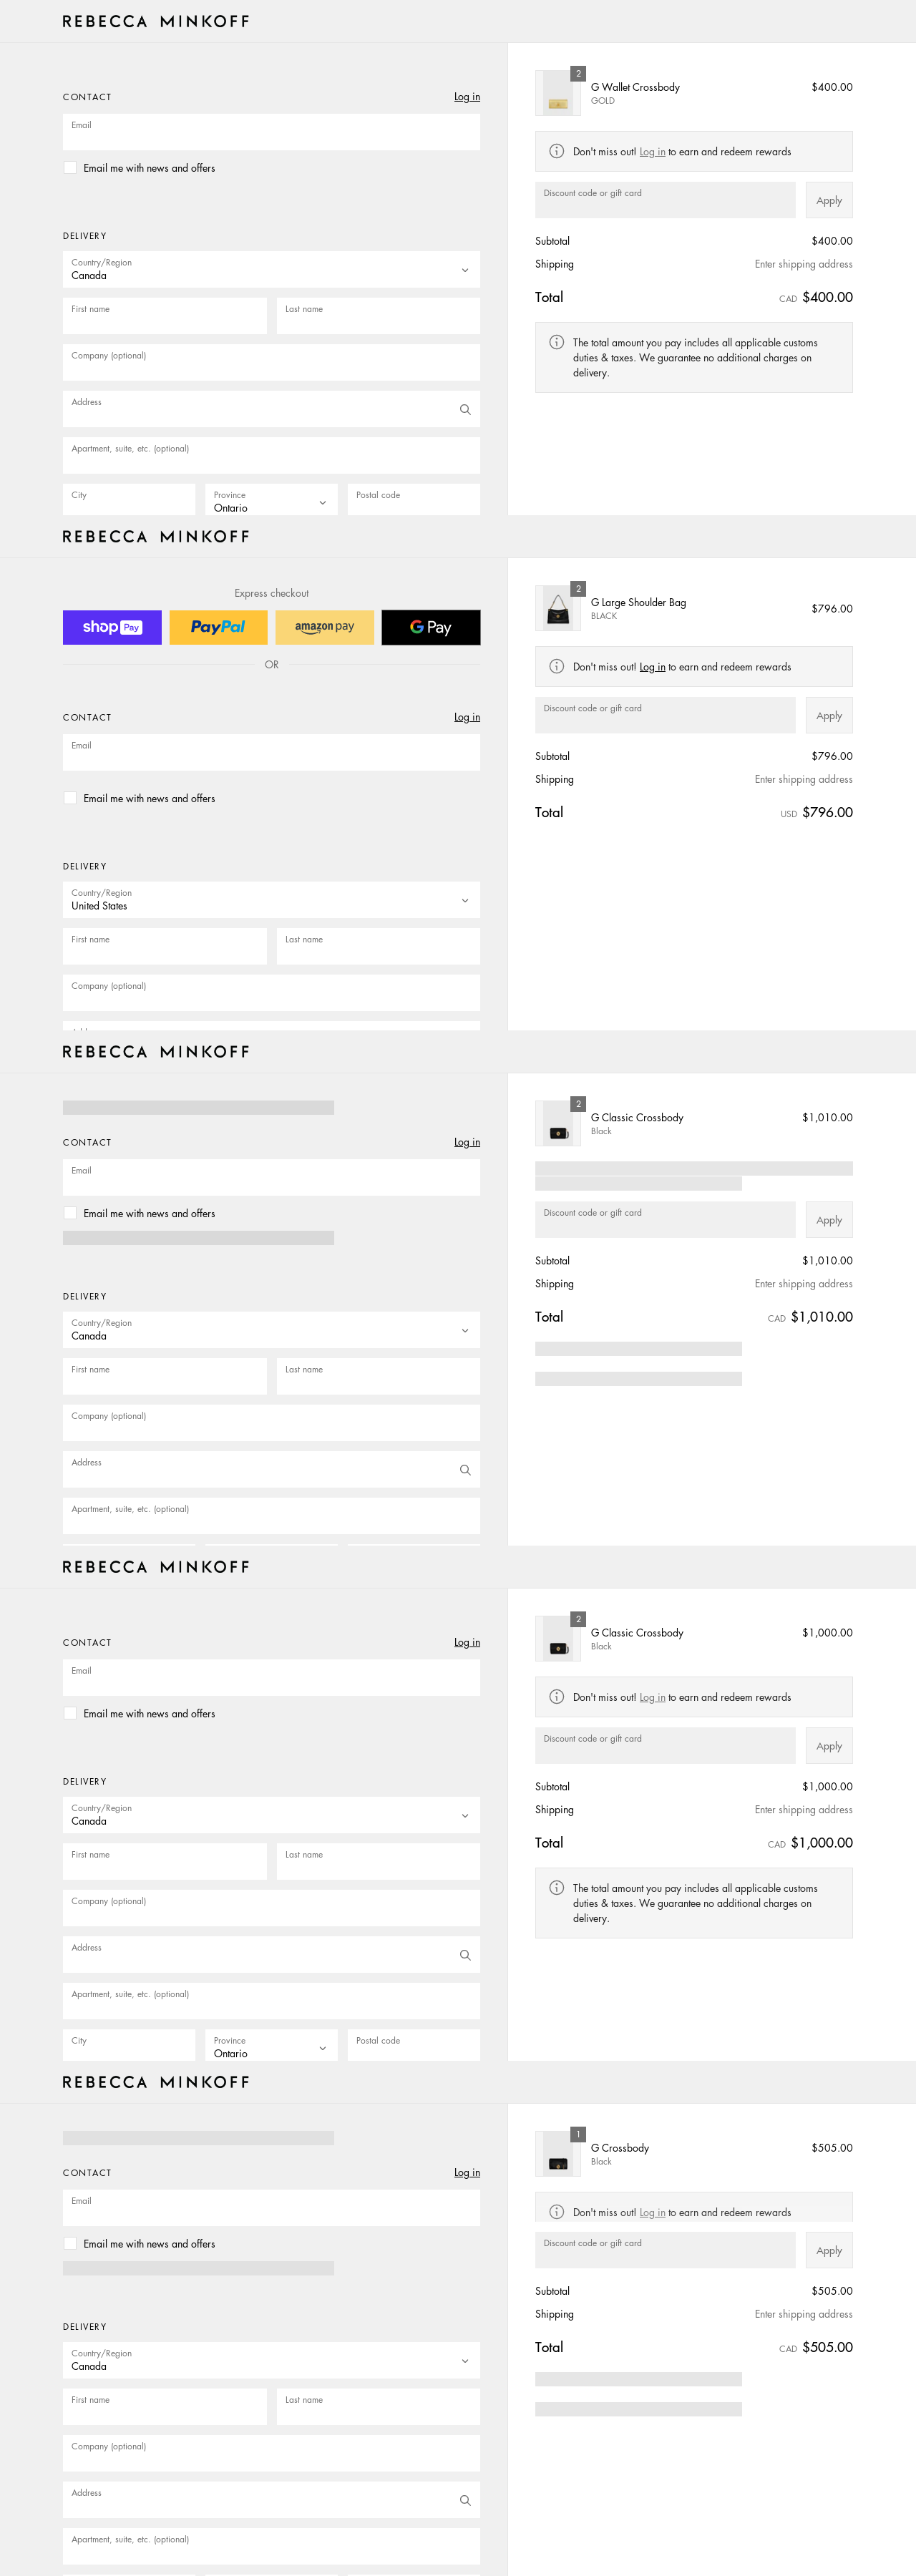 REBECCA MINKOFF
CONTACT
Log in
Email
Email me with news and offers
DELIVERY
Country/Region
Canada
First name
Last name
Company (optional)
Address
Apartment, suite, etc. (optional)
City
Province
Ontario
Postal code
2
G Wallet Crossbody
GOLD
$400.00
Don't miss out! Log in to earn and redeem rewards
Discount code or gift card
Apply
Subtotal
$400.00
Shipping
Enter shipping address
Total
CAD $400.00
The total amount you pay includes all applicable customs
duties & taxes. We guarantee no additional charges on
delivery.
REBECCA MINKOFF
Express checkout
shop Pay
PayPal
amazon pay
G Pay
OR
CONTACT
Log in
Email
Email me with news and offers
DELIVERY
Country/Region
United States
First name
Last name
Company (optional)
2
G Large Shoulder Bag
BLACK
$796.00
Don't miss out! Log in to earn and redeem rewards
Discount code or gift card
Apply
Subtotal
$796.00
Shipping
Enter shipping address
Total
USD $796.00
REBECCA MINKOFF
CONTACT
Log in
Email
Email me with news and offers
DELIVERY
Country/Region
Canada
First name
Last name
Company (optional)
Address
Apartment, suite, etc. (optional)
2
G Classic Crossbody
Black
$1,010.00
Discount code or gift card
Apply
Subtotal
$1,010.00
Shipping
Enter shipping address
Total
CAD $1,010.00
REBECCA MINKOFF
CONTACT
Log in
Email
Email me with news and offers
DELIVERY
Country/Region
Canada
First name
Last name
Company (optional)
Address
Apartment, suite, etc. (optional)
City
Province
Ontario
Postal code
2
G Classic Crossbody
Black
$1,000.00
Don't miss out! Log in to earn and redeem rewards
Discount code or gift card
Apply
Subtotal
$1,000.00
Shipping
Enter shipping address
Total
CAD $1,000.00
The total amount you pay includes all applicable customs
duties & taxes. We guarantee no additional charges on
delivery.
REBECCA MINKOFF
CONTACT
Log in
Email
Email me with news and offers
DELIVERY
Country/Region
Canada
First name
Last name
Company (optional)
Address
Apartment, suite, etc. (optional)
1
G Crossbody
Black
$505.00
Don't miss out! Log in to earn and redeem rewards
Discount code or gift card
Apply
Subtotal
$505.00
Shipping
Enter shipping address
Total
CAD $505.00